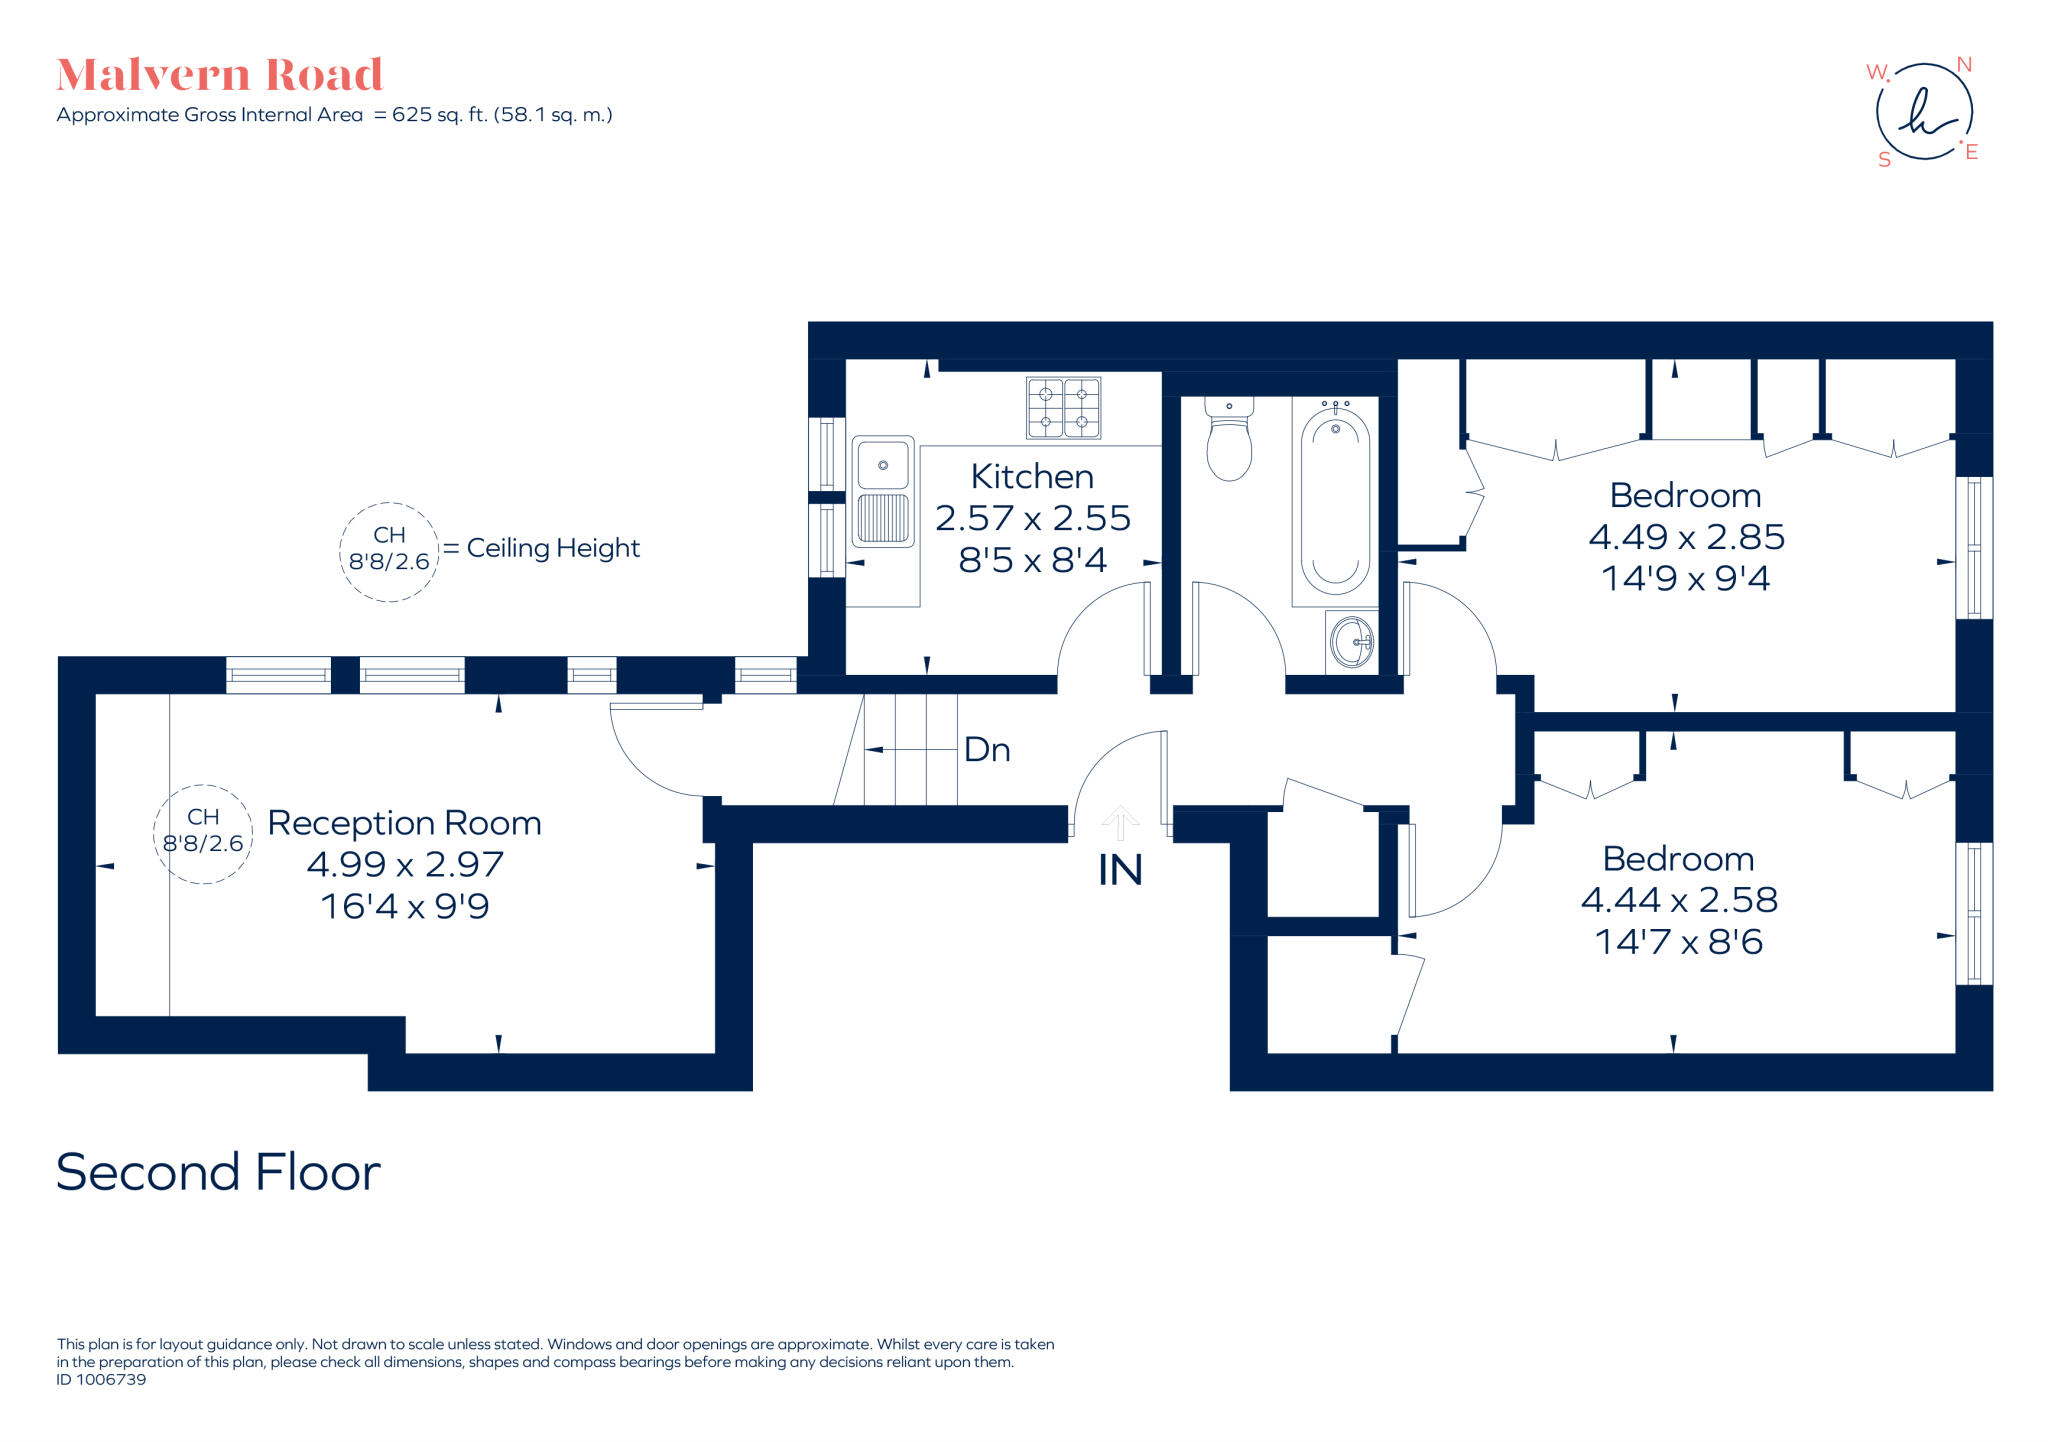 Malvern Road
Approximate Gross Internal Area = 625 sq. ft. (58.1 sq. m.)
W
N
S
E
CH
8'8/2.6
= Ceiling Height
Kitchen
2.57 x 2.55
8'5 x 8'4
Bedroom
4.49 x 2.85
14'9 x 9'4
Dn
CH
8'8/2.6
Reception Room
4.99 x 2.97
16'4 x 9'9
IN
Bedroom
4.44 x 2.58
14'7 x 8'6
Second Floor
This plan is for layout guidance only. Not drawn to scale unless stated. Windows and door openings are approximate. Whilst every care is taken
in the preparation of this plan, please check all dimensions, shapes and compass bearings before making any decisions reliant upon them.
ID 1006739